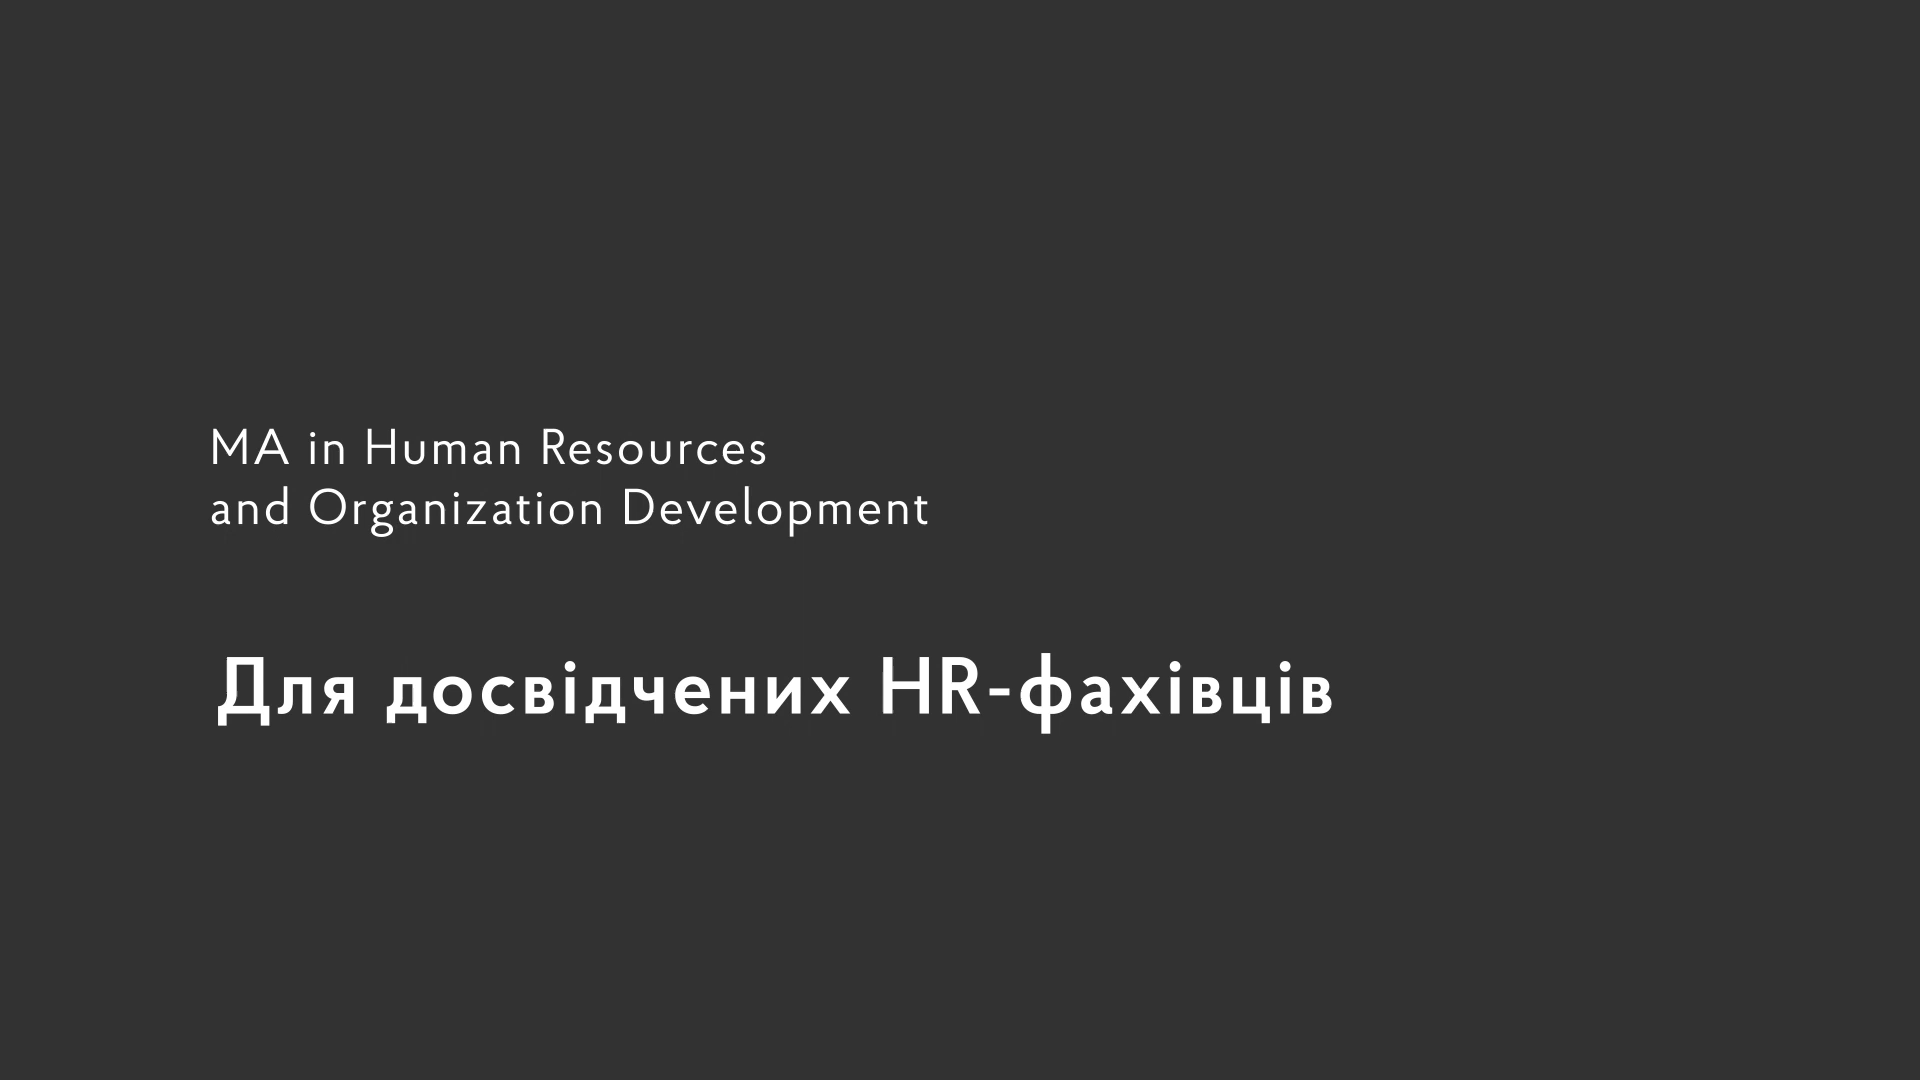 MA in Human Resources
and Organization Development
Для досвідчених HR-фахівців